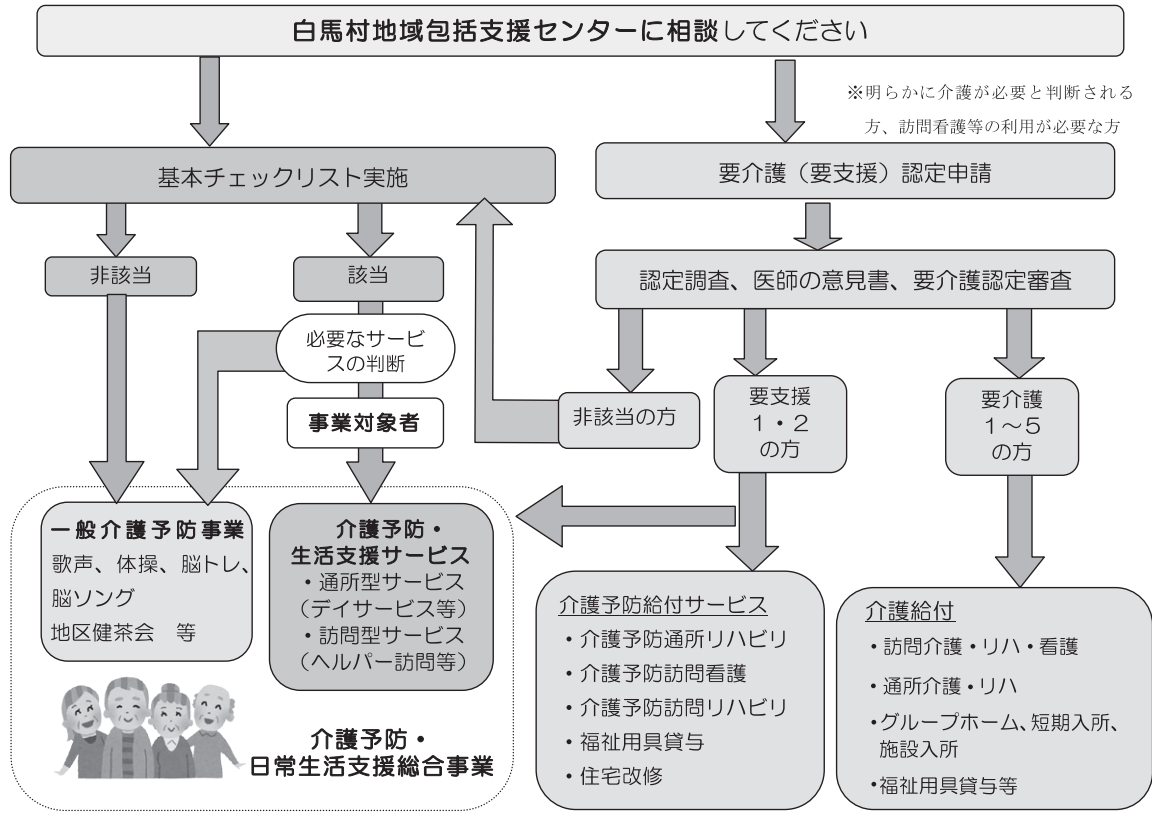 白馬村地域包括支援センターに相談してください
※明らかに介護が必要と判断される
方、訪問看護等の利用が必要な方
基本チェックリスト実施
要介護（要支援）認定申請
非該当
該当
認定調査、医師の意見書、要介護認定審査
必要なサービ
スの判断
事業対象者
非該当の方
要支援
１・２
の方
要介護
１～５
の方
一般介護予防事業
歌声、体操、脳トレ、
脳ソング
地区健茶会　等
介護予防・
生活支援サービス
・通所型サービス
（デイサービス等）
・訪問型サービス
（ヘルパー訪問等）
介護予防・
日常生活支援総合事業
介護予防給付サービス
・介護予防通所リハビリ
・介護予防訪問看護
・介護予防訪問リハビリ
・福祉用具貸与
・住宅改修
介護給付
・訪問介護・リハ・看護
・通所介護・リハ
・グループホーム、短期入所、
施設入所
・福祉用具貸与等